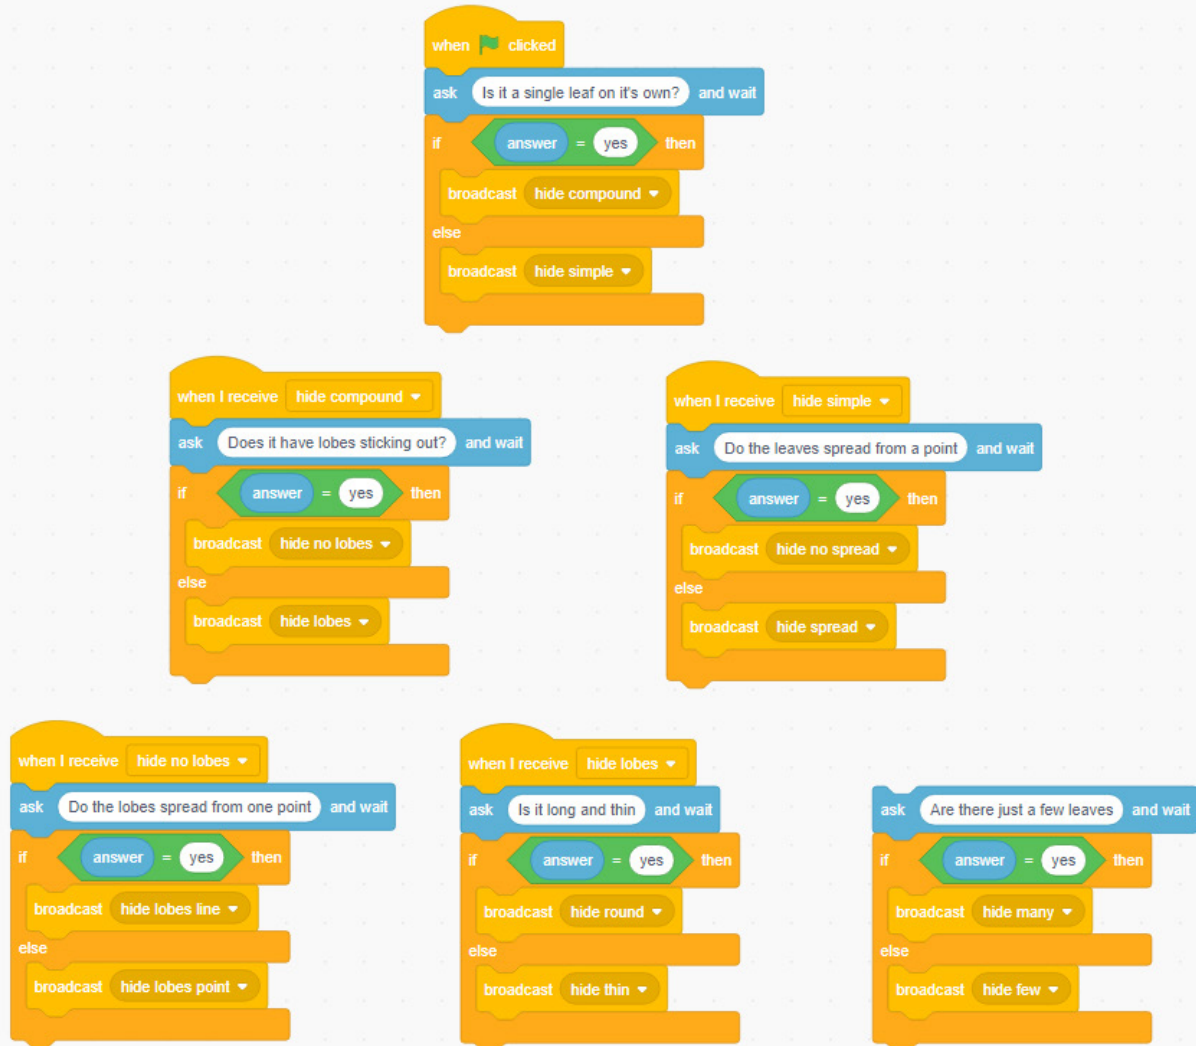 when clicked
ask Is it a single leaf on it's own? and wait
if answer = yes then
broadcast hide compound
else
broadcast hide simple
when I receive hide compound
ask Does it have lobes sticking out? and wait
if answer = yes then
broadcast hide no lobes
else
broadcast hide lobes
when I receive hide simple
ask Do the leaves spread from a point and wait
if answer = yes then
broadcast hide no spread
else
broadcast hide spread
when I receive hide no lobes
ask Do the lobes spread from one point and wait
if answer = yes then
broadcast hide lobes line
else
broadcast hide lobes point
when I receive hide lobes
ask Is it long and thin and wait
if answer = yes then
broadcast hide round
else
broadcast hide thin
ask Are there just a few leaves and wait
if answer = yes then
broadcast hide many
else
broadcast hide few